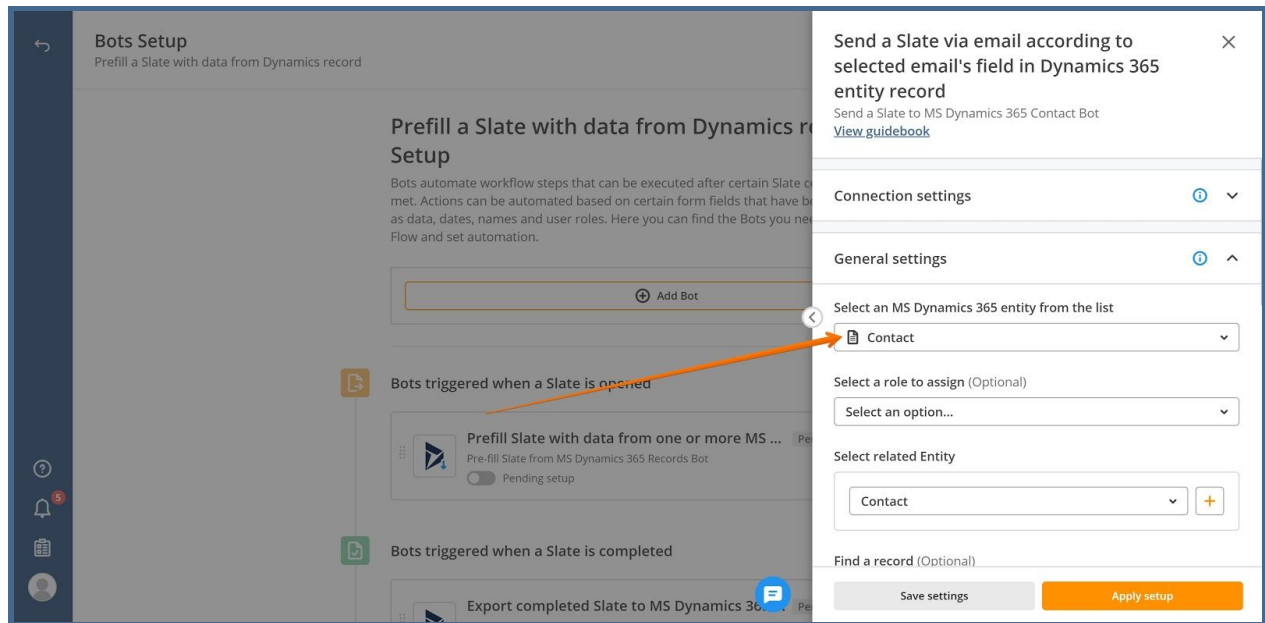 Bots Setup
Prefill a Slate with data from Dynamics record
Prefill a Slate with data from Dynamics
Setup
Bots automate workflow steps that can be executed after certain Slate
met. Actions can be automated based on certain form fields that have
as data, dates, names and user roles. Here you can find the Bots you
Flow and set automation.
Add Bot
Bots triggered when a Slate is opened
Prefill Slate with data from one or more MS ...
Pre-fill Slate from MS Dynamics 365 Records Bot
Pending setup
Bots triggered when a Slate is completed
Export completed Slate to MS Dynamics
5
Send a Slate via email according to
selected email's field in Dynamics 365
entity record
Send a Slate to MS Dynamics 365 Contact Bot
View guidebook
Connection settings
General settings
Select an MS Dynamics 365 entity from the list
Contact
Select a role to assign (Optional)
Select an option...
Select related Entity
Contact
+
Find a record (Optional)
Save settings
Apply setup